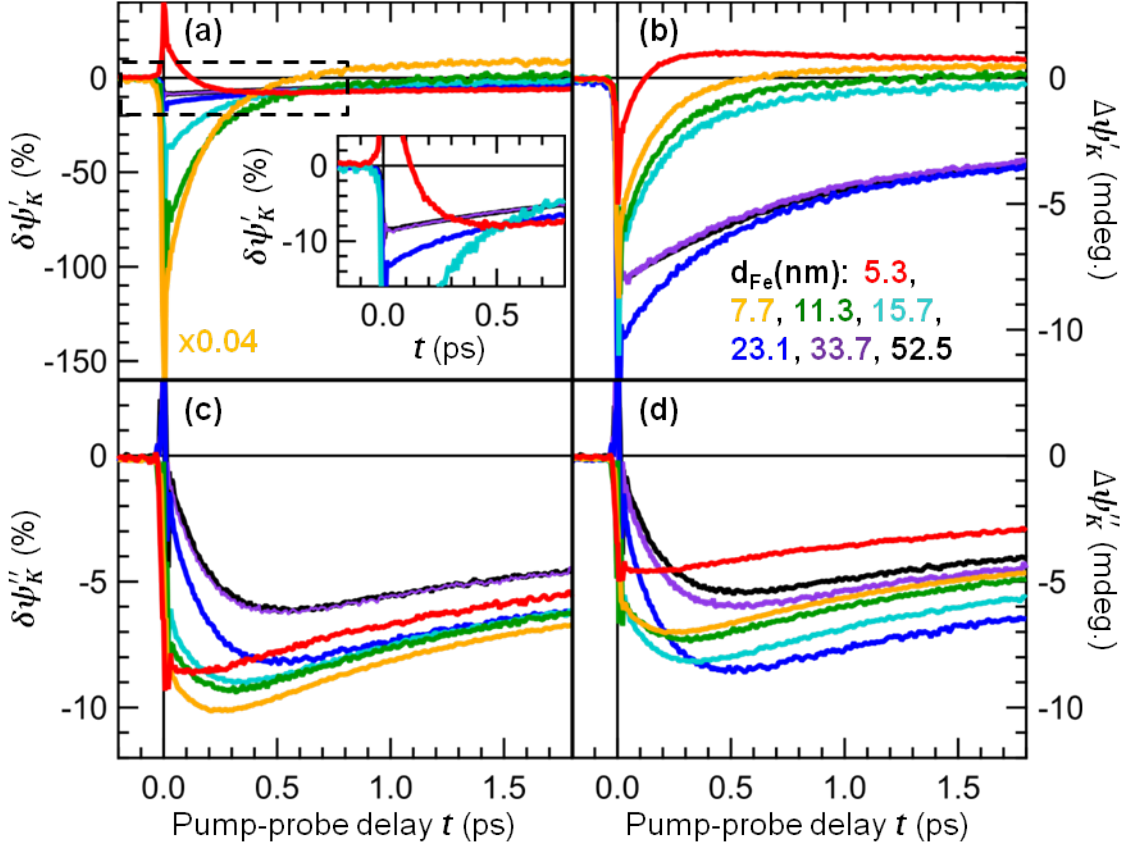 (a)
(b)
0
-50
-100
-150
δψ′K (%)
0
-10
δψ′K (%)
0.0
0.5
t (ps)
x0.04
0
-5
-10
Δψ′K (mdeg.)
dFe(nm): 5.3,
7.7, 11.3, 15.7,
23.1, 33.7, 52.5
(c)
(d)
0
-5
-10
δψ″K (%)
0
-5
-10
Δψ″K (mdeg.)
0.0 0.5 1.0 1.5
0.0 0.5 1.0 1.5
Pump-probe delay t (ps)
Pump-probe delay t (ps)